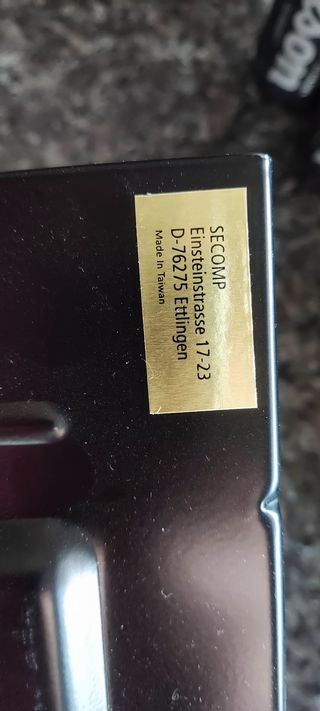 SECOMP
Einsteinstrasse 17-23
D-76275 Ettlingen
Made In Taiwan